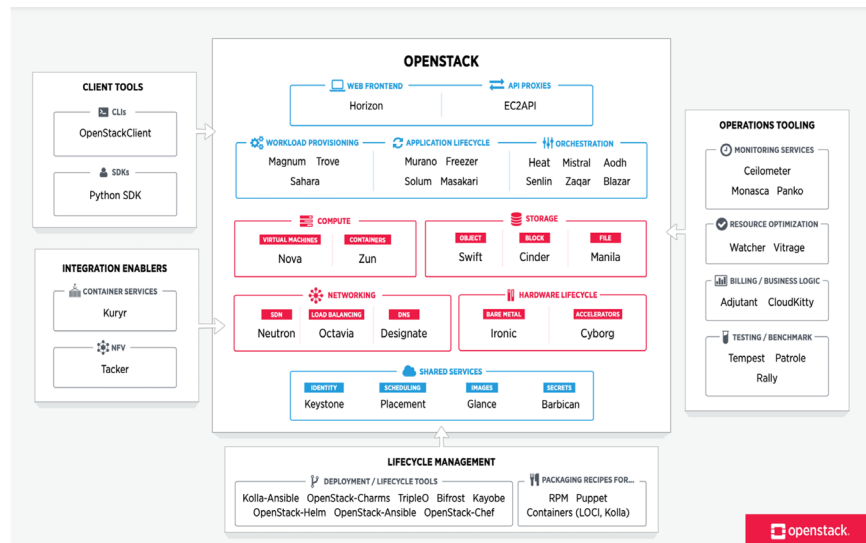 OPENSTACK
WEB FRONTEND
Horizon
API PROXIES
EC2API
WORKLOAD PROVISIONING
Magnum Trove
Sahara
APPLICATION LIFECYCLE
Murano Freezer
Solum Masakari
ORCHESTRATION
Heat Mistral Aodh
Senlin Zaqar Blazar
COMPUTE
VIRTUAL MACHINES
Nova
CONTAINERS
Zun
STORAGE
OBJECT
Swift
BLOCK
Cinder
FILE
Manila
NETWORKING
SDN
Neutron
LOAD BALANCING
Octavia
DNS
Designate
HARDWARE LIFECYCLE
BARE METAL
Ironic
ACCELERATORS
Cyborg
SHARED SERVICES
IDENTITY
Keystone
SCHEDULING
Placement
IMAGES
Glance
SECRETS
Barbican
CLIENT TOOLS
CLIs
OpenStackClient
SDKs
Python SDK
INTEGRATION ENABLERS
CONTAINER SERVICES
Kuryr
NFV
Tacker
OPERATIONS TOOLING
MONITORING SERVICES
Ceilometer
Monasca Panko
RESOURCE OPTIMIZATION
Watcher Vitrage
BILLING / BUSINESS LOGIC
Adjutant CloudKitty
TESTING / BENCHMARK
Tempest Patrole
Rally
LIFECYCLE MANAGEMENT
DEPLOYMENT / LIFECYCLE TOOLS
Kolla-Ansible OpenStack-Charms TripleO Bifrost Kayobe
OpenStack-Helm OpenStack-Ansible OpenStack-Chef
PACKAGING RECIPES FOR...
RPM Puppet
Containers (LOCI, Kolla)
openstack.